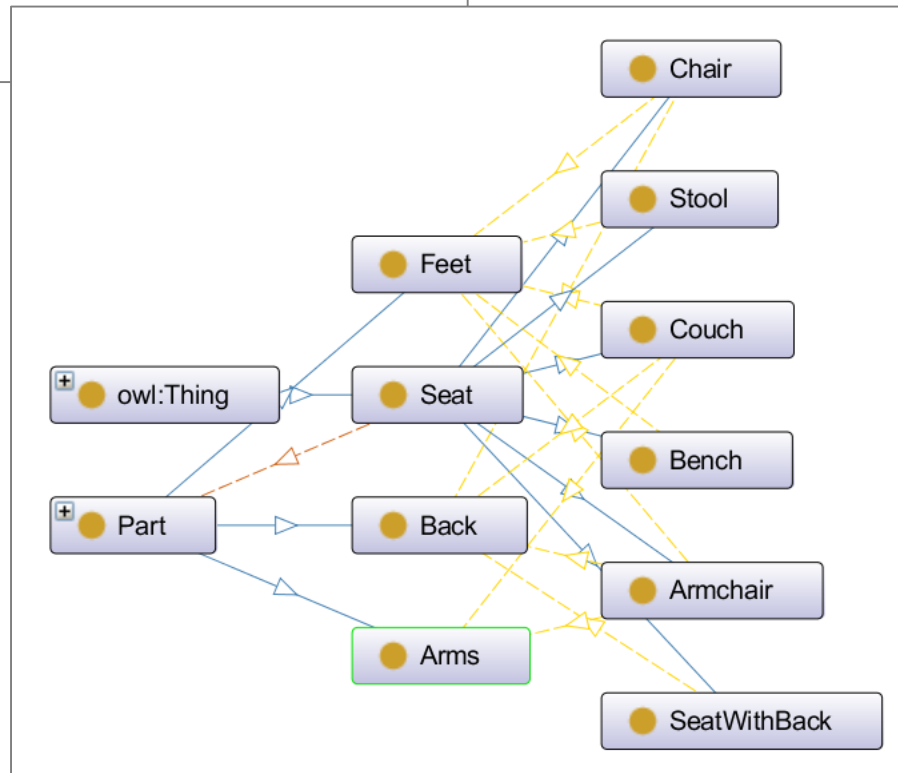 Chair
Stool
Feet
Couch
owl:Thing
Seat
Bench
Part
Back
Armchair
Arms
SeatWithBack